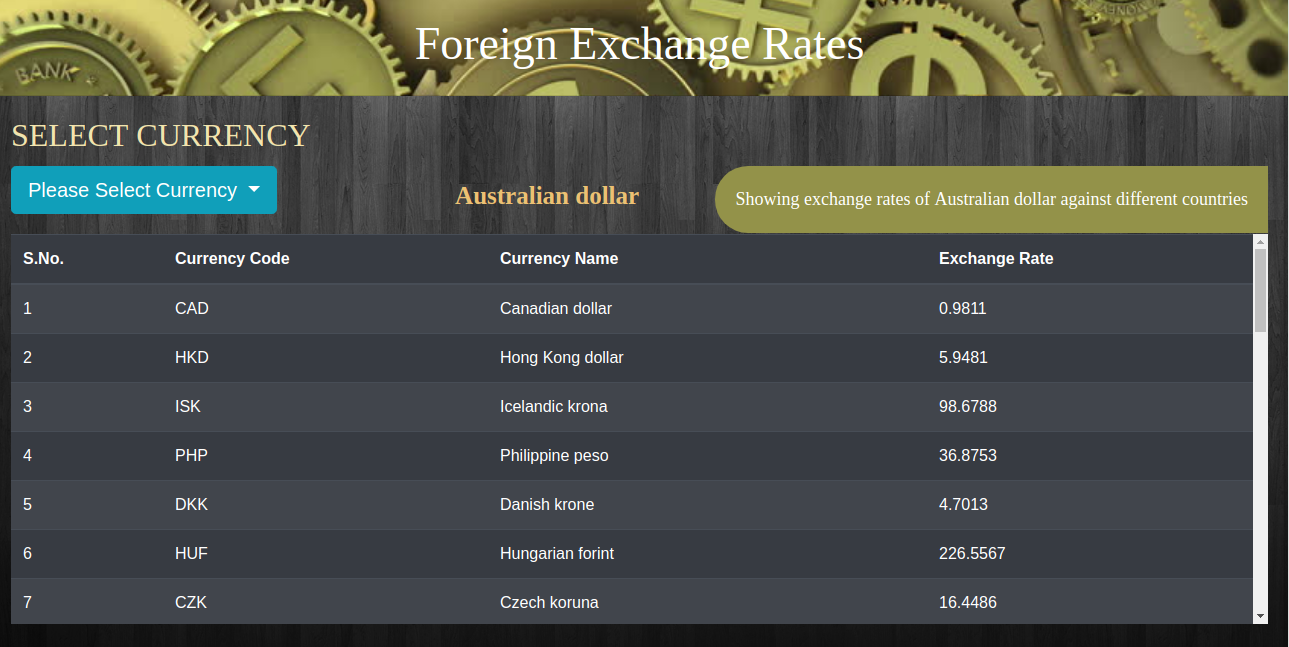 BANK
Foreign Exchange Rates
SELECT CURRENCY
Please Select Currency
Australian dollar
Showing exchange rates of Australian dollar against different countries
S.No. Currency Code Currency Name Exchange Rate
1 CAD Canadian dollar 0.9811
2 HKD Hong Kong dollar 5.9481
3 ISK Icelandic krona 98.6788
4 PHP Philippine peso 36.8753
5 DKK Danish krone 4.7013
6 HUF Hungarian forint 226.5567
7 CZK Czech koruna 16.4486